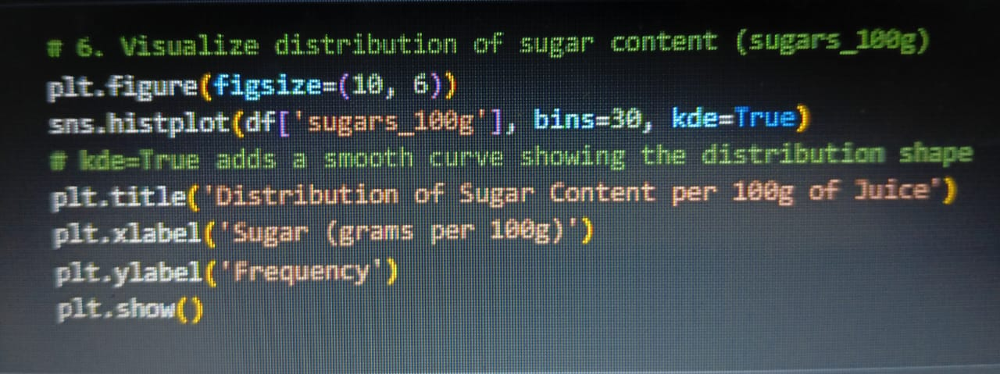 # 6. Visualize distribution of sugar content (sugars_100g)
plt.figure(figsize=(10, 6))
sns.histplot(df['sugars_100g'], bins=30, kde=True)
# kde=True adds a smooth curve showing the distribution shape
plt.title('Distribution of Sugar Content per 100g of Juice')
plt.xlabel('Sugar (grams per 100g)')
plt.ylabel('Frequency')
plt.show()